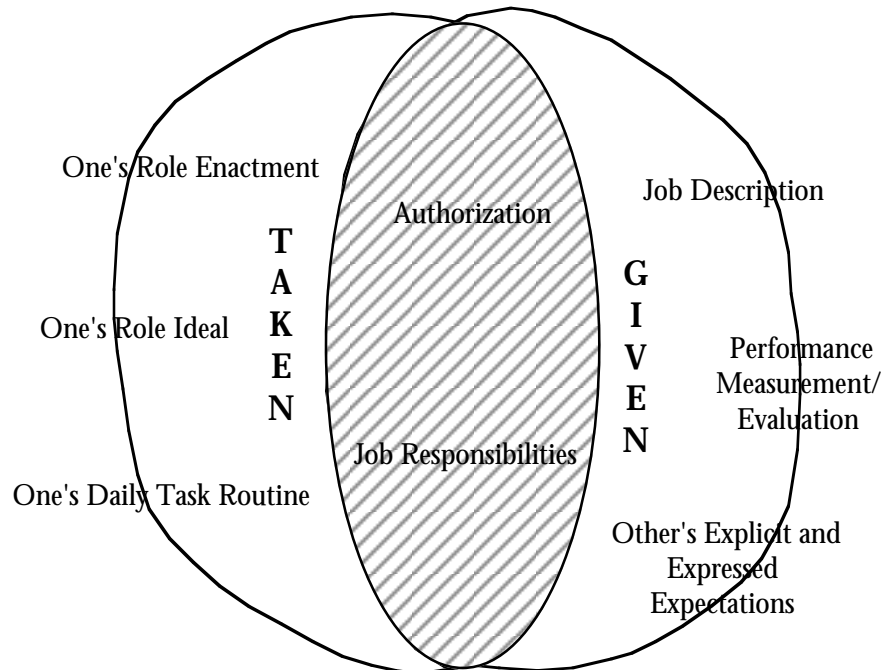 One's Role Enactment
One's Role Ideal
One's Daily Task Routine
T
A
K
E
N
Authorization
Job Responsibilities
G
I
V
E
N
Job Description
Performance
Measurement/
Evaluation
Other's Explicit and
Expressed
Expectations